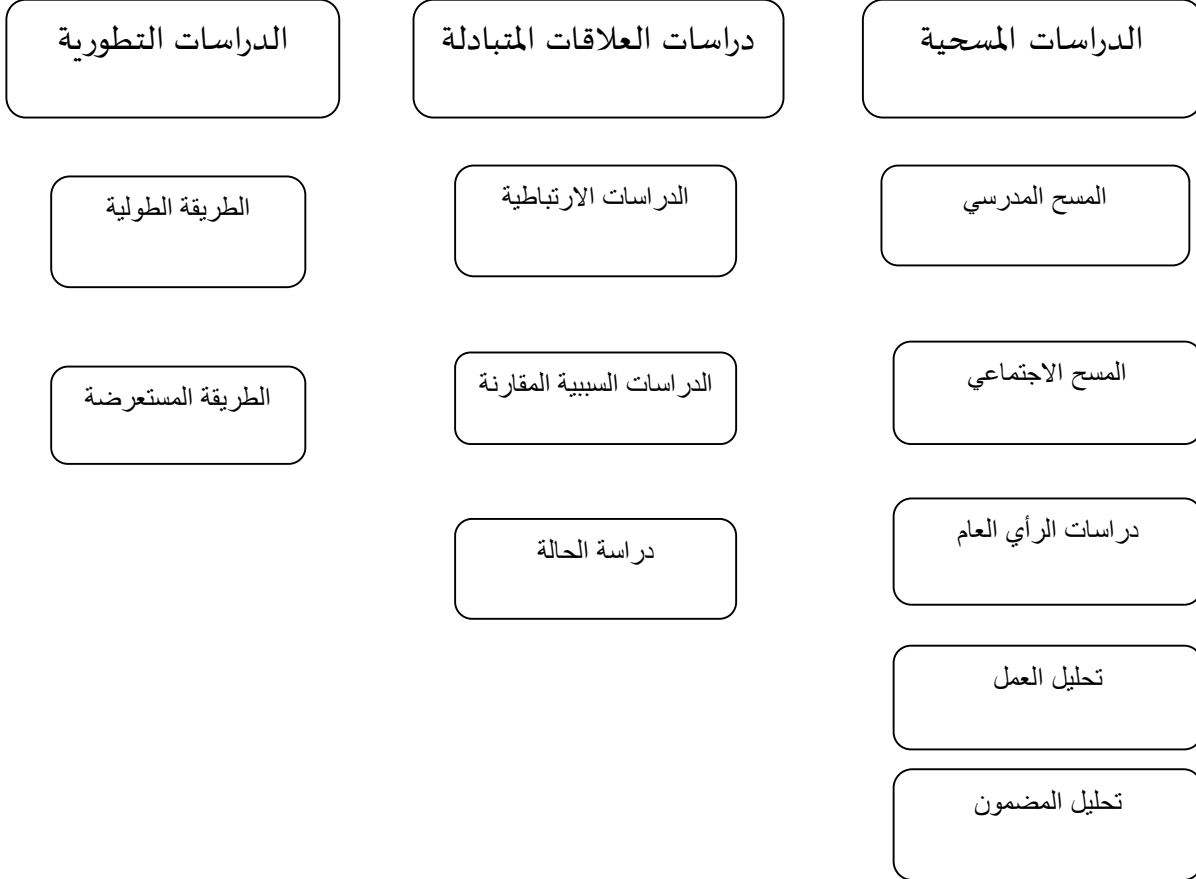 الدراسات المسحية
دراسات العلاقات المتبادلة
الدراسات التطورية
المسح المدرسي
الدراسات الارتباطية
الطريقة الطولية
المسح الاجتماعي
الدراسات السببية المقارنة
الطريقة المستعرضة
دراسات الرأي العام
دراسة الحالة
تحليل العمل
تحليل المضمون